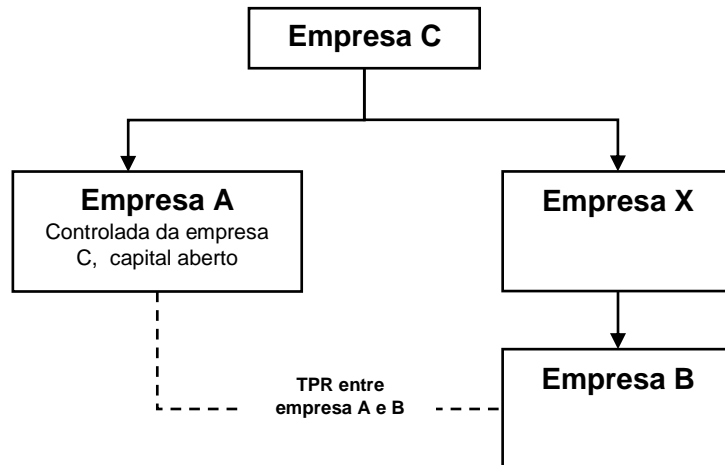 Empresa C
Empresa A
Controlada da empresa
C, capital aberto
Empresa X
TPR entre
empresa A e B
Empresa B